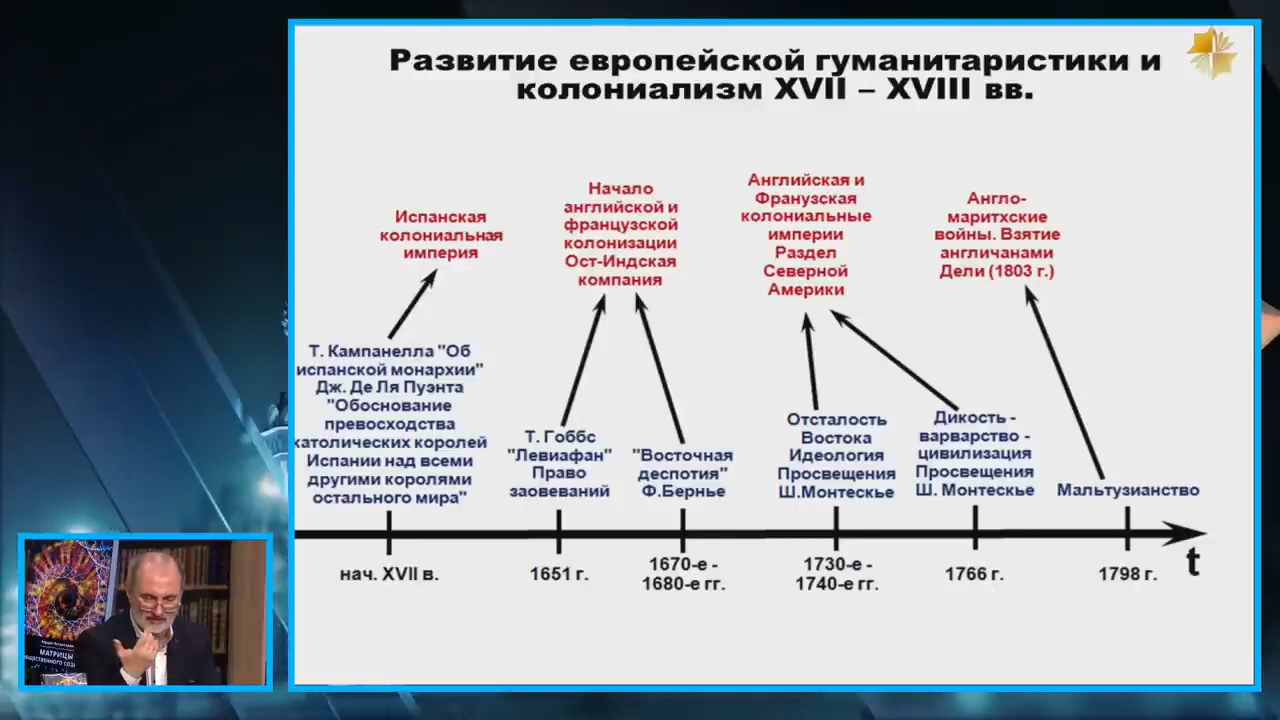 Развитие европейской гуманитаристики и
колониализм XVII – XVIII вв.
Испанская
колониальная
империя
Начало
английской и
французской
колонизации
Ост-Индская
компания
Английская и
Франузская
колониальные
империи
Раздел
Северной
Америки
Англо-
маритхские
войны. Взятие
англичанами
Дели (1803 г.)
Т. Кампанелла "Об
испанской монархии"
Дж. Де Ля Пуэнта
"Обоснование
превосходства
католических королей
Испании над всеми
другими королями
остального мира"
Т. Гоббс
"Левиафан"
Право
заовеваний
"Восточная
деспотия"
Ф.Бернье
Отсталость
Востока
Идеология
Просвещения
Ш.Монтескье
Дикость -
варварство -
цивилизация
Просвещения
Ш. Монтескье
Мальтузианство
нач. XVII в.
1651 г.
1670-е -
1680-е гг.
1730-е -
1740-е гг.
1766 г.
1798 г.
t
МАТРИЦЫ